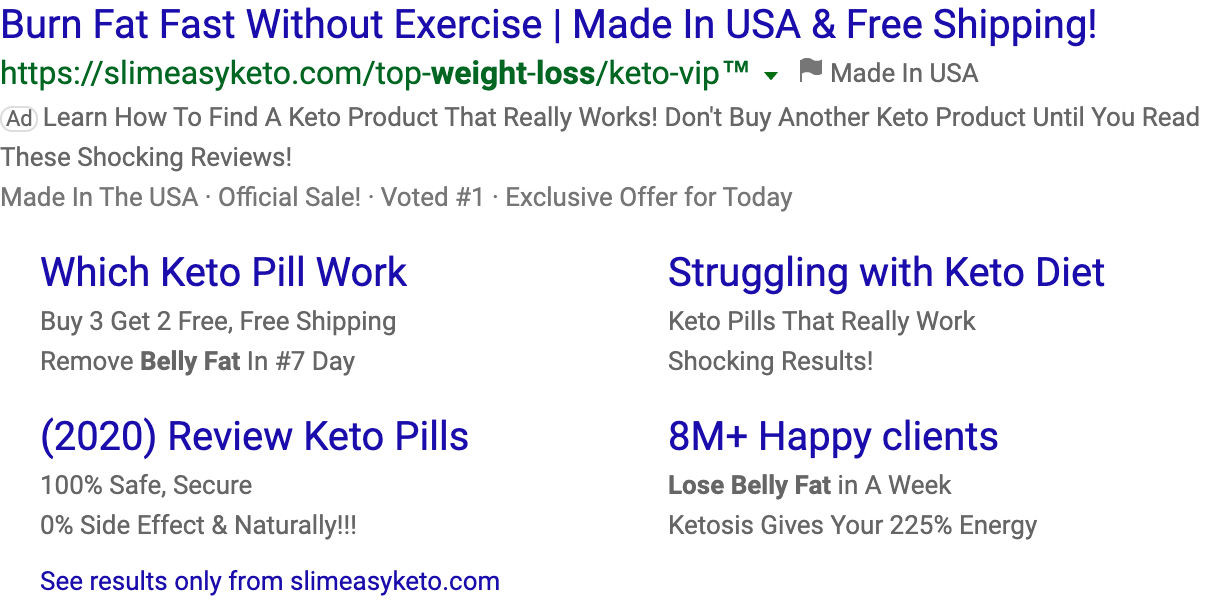 Burn Fat Fast Without Exercise | Made In USA & Free Shipping!
https://slimeasyketo.com/top-weight-loss/keto-vip™ ▼ Made In USA
Ad Learn How To Find A Keto Product That Really Works! Don't Buy Another Keto Product Until You Read
These Shocking Reviews!
Made In The USA · Official Sale! · Voted #1 · Exclusive Offer for Today
Which Keto Pill Work
Buy 3 Get 2 Free, Free Shipping
Remove Belly Fat In #7 Day
Struggling with Keto Diet
Keto Pills That Really Work
Shocking Results!
(2020) Review Keto Pills
100% Safe, Secure
0% Side Effect & Naturally!!!
8M+ Happy clients
Lose Belly Fat in A Week
Ketosis Gives Your 225% Energy
See results only from slimeasyketo.com